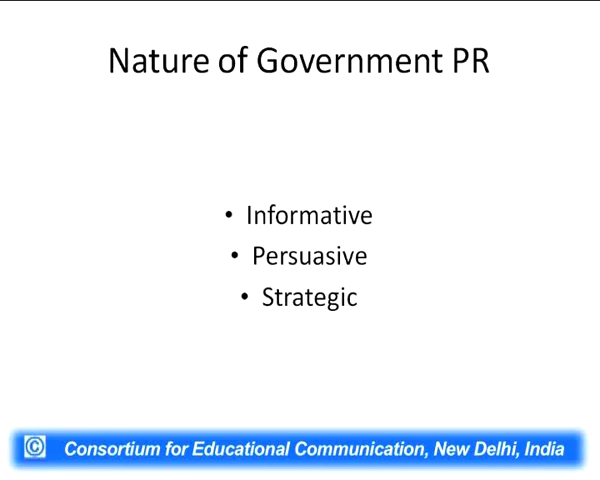 Nature of Government PR
• Informative
• Persuasive
• Strategic
© Consortium for Educational Communication, New Delhi, India